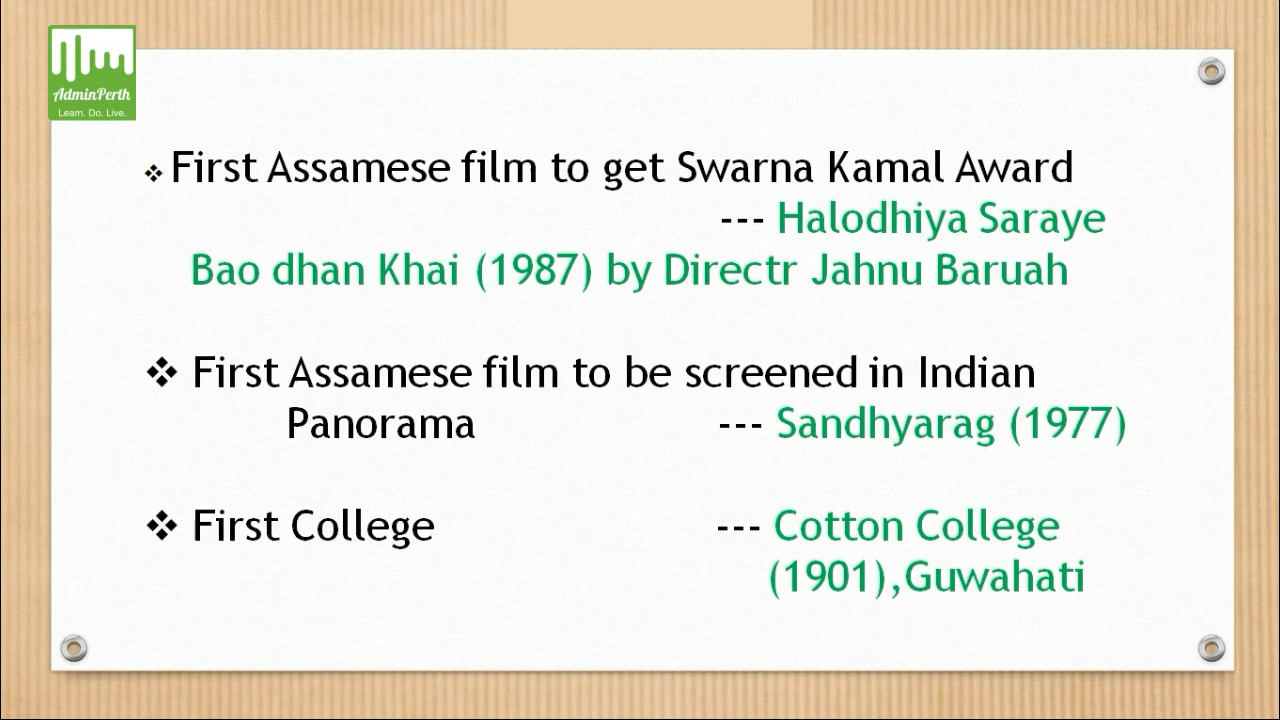 AdminPerth
Learn. Do. Live.
❖ First Assamese film to get Swarna Kamal Award
--- Halodhiya Saraye
Bao dhan Khai (1987) by Directr Jahnu Baruah
❖ First Assamese film to be screened in Indian
Panorama --- Sandhyarag (1977)
❖ First College --- Cotton College
(1901),Guwahati